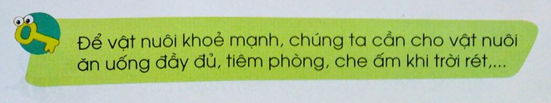 Để vật nuôi khoẻ mạnh, chúng ta cần cho vật nuôi
ăn uống đầy đủ, tiêm phòng, che ấm khi trời rét,...